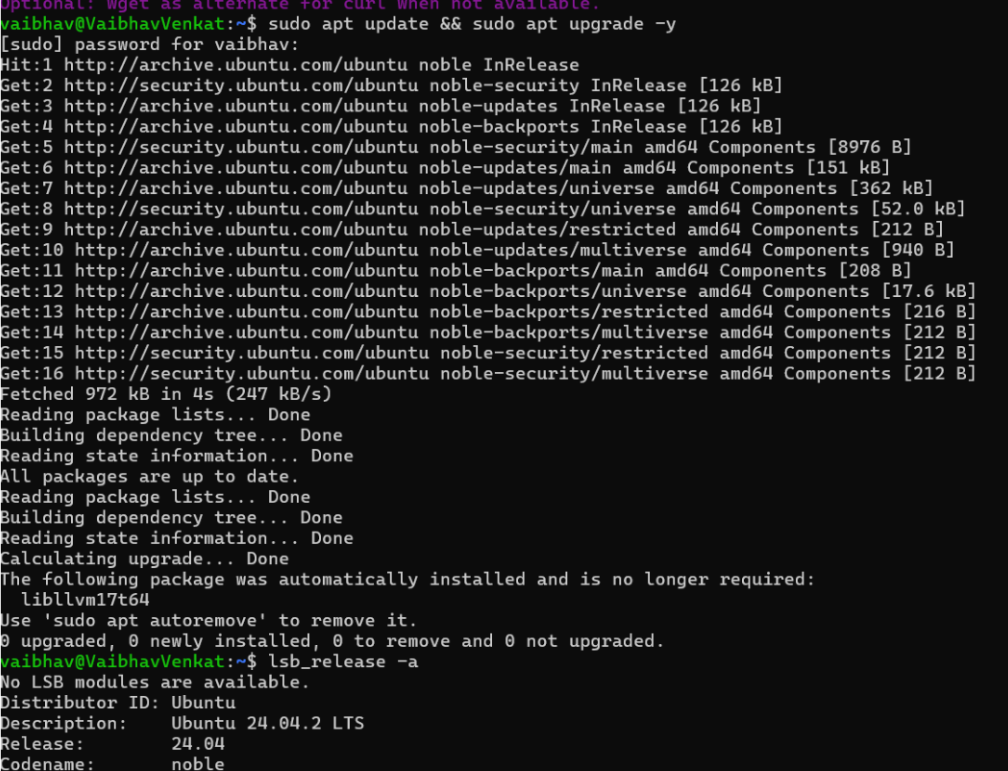 Optional: Wget as alternate for curl when not available.
vaibhav@VaibhavVenkat:~$ sudo apt update && sudo apt upgrade -y
[sudo] password for vaibhav:
Hit:1 http://archive.ubuntu.com/ubuntu noble InRelease
Get:2 http://security.ubuntu.com/ubuntu noble-security InRelease [126 kB]
Get:3 http://archive.ubuntu.com/ubuntu noble-updates InRelease [126 kB]
Get:4 http://archive.ubuntu.com/ubuntu noble-backports InRelease [126 kB]
Get:5 http://security.ubuntu.com/ubuntu noble-security/main amd64 Components [8976 B]
Get:6 http://archive.ubuntu.com/ubuntu noble-updates/main amd64 Components [151 kB]
Get:7 http://archive.ubuntu.com/ubuntu noble-updates/universe amd64 Components [362 kB]
Get:8 http://security.ubuntu.com/ubuntu noble-security/universe amd64 Components [52.0 kB]
Get:9 http://archive.ubuntu.com/ubuntu noble-updates/restricted amd64 Components [212 B]
Get:10 http://archive.ubuntu.com/ubuntu noble-updates/multiverse amd64 Components [940 B]
Get:11 http://archive.ubuntu.com/ubuntu noble-backports/main amd64 Components [208 B]
Get:12 http://archive.ubuntu.com/ubuntu noble-backports/universe amd64 Components [17.6 kB]
Get:13 http://archive.ubuntu.com/ubuntu noble-backports/restricted amd64 Components [216 B]
Get:14 http://archive.ubuntu.com/ubuntu noble-backports/multiverse amd64 Components [212 B]
Get:15 http://security.ubuntu.com/ubuntu noble-security/restricted amd64 Components [212 B]
Get:16 http://security.ubuntu.com/ubuntu noble-security/multiverse amd64 Components [212 B]
Fetched 972 kB in 4s (247 kB/s)
Reading package lists... Done
Building dependency tree... Done
Reading state information... Done
All packages are up to date.
Reading package lists... Done
Building dependency tree... Done
Reading state information... Done
Calculating upgrade... Done
The following package was automatically installed and is no longer required:
  libllvm17t64
Use 'sudo apt autoremove' to remove it.
0 upgraded, 0 newly installed, 0 to remove and 0 not upgraded.
vaibhav@VaibhavVenkat:~$ lsb_release -a
No LSB modules are available.
Distributor ID: Ubuntu
Description:    Ubuntu 24.04.2 LTS
Release:        24.04
Codename:       noble